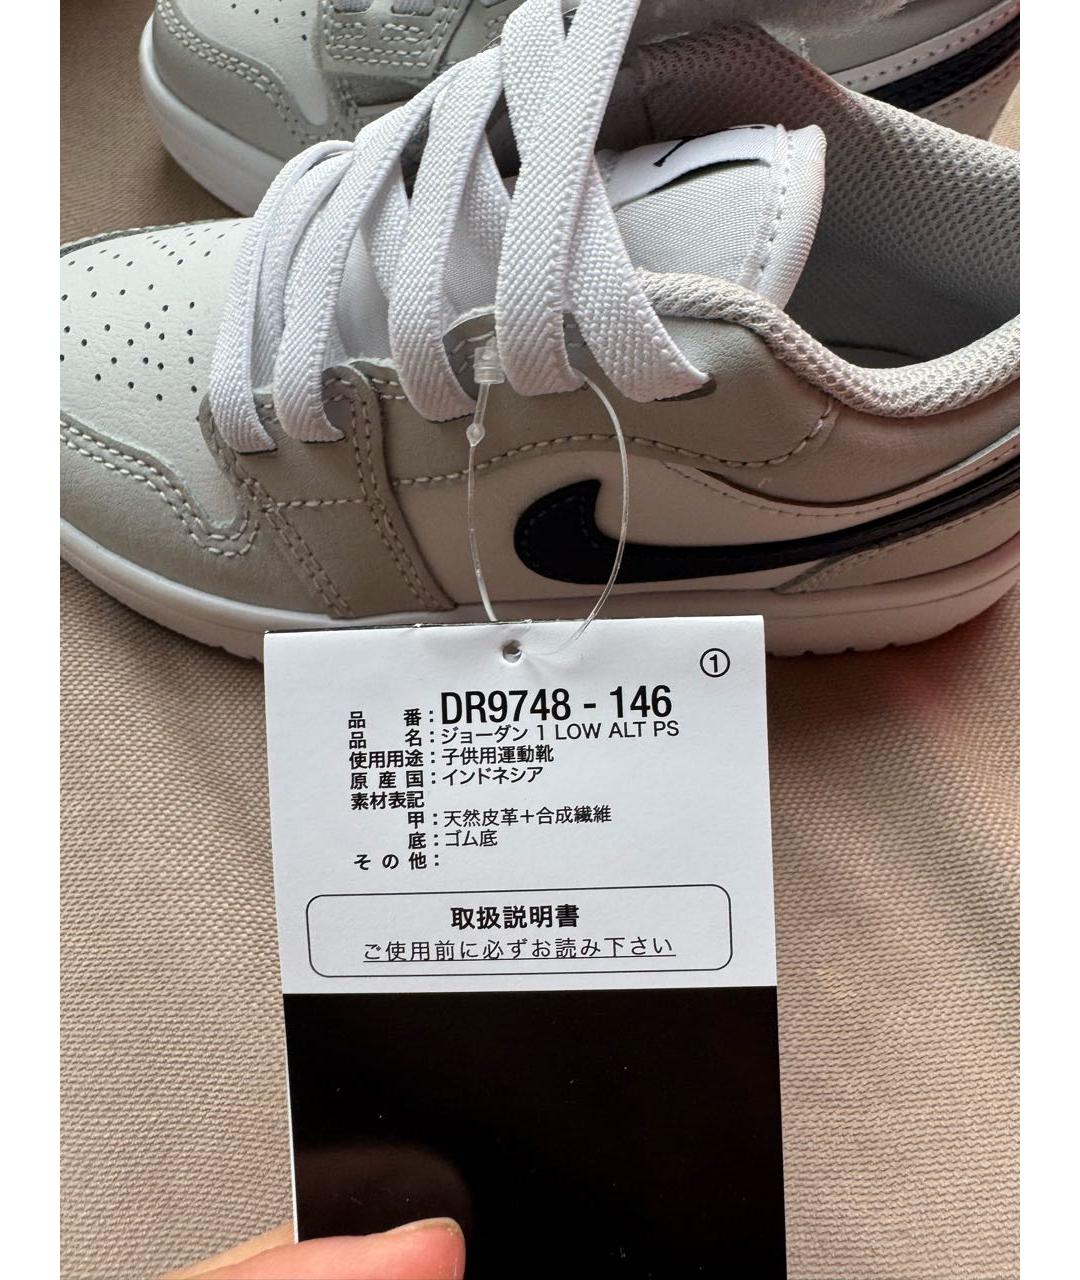 ①
品 番:DR9748 - 146
品 名:ジョーダン 1 LOW ALT PS
使用用途:子供用運動靴
原 産 国:インドネシア
素材表記
甲:天然皮革+合成繊維
底:ゴム底
そ の 他:
取扱説明書
ご使用前に必ずお読み下さい